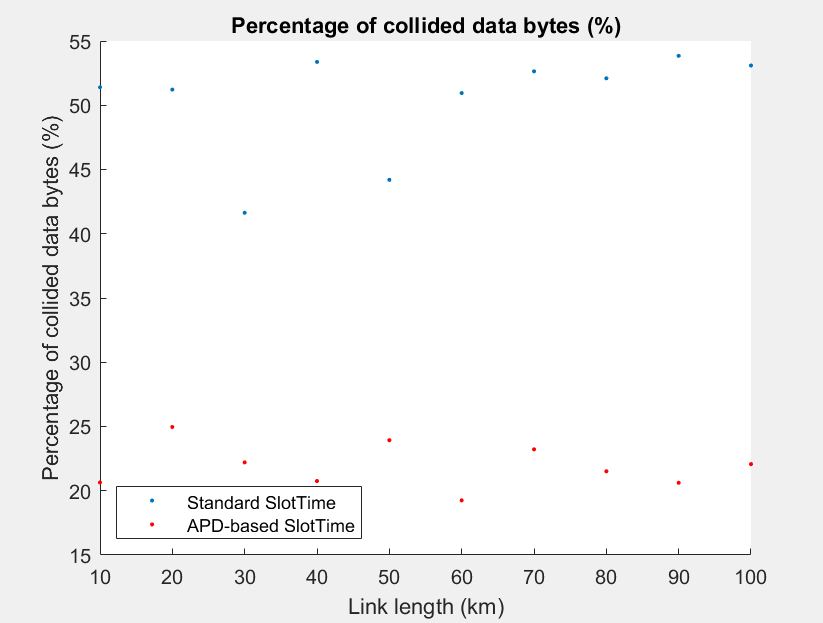 Percentage of collided data bytes (%)
Percentage of collided data bytes (%)
55
50
45
40
35
30
25
20
15
Standard SlotTime
APD-based SlotTime
10 20 30 40 50 60 70 80 90 100
Link length (km)